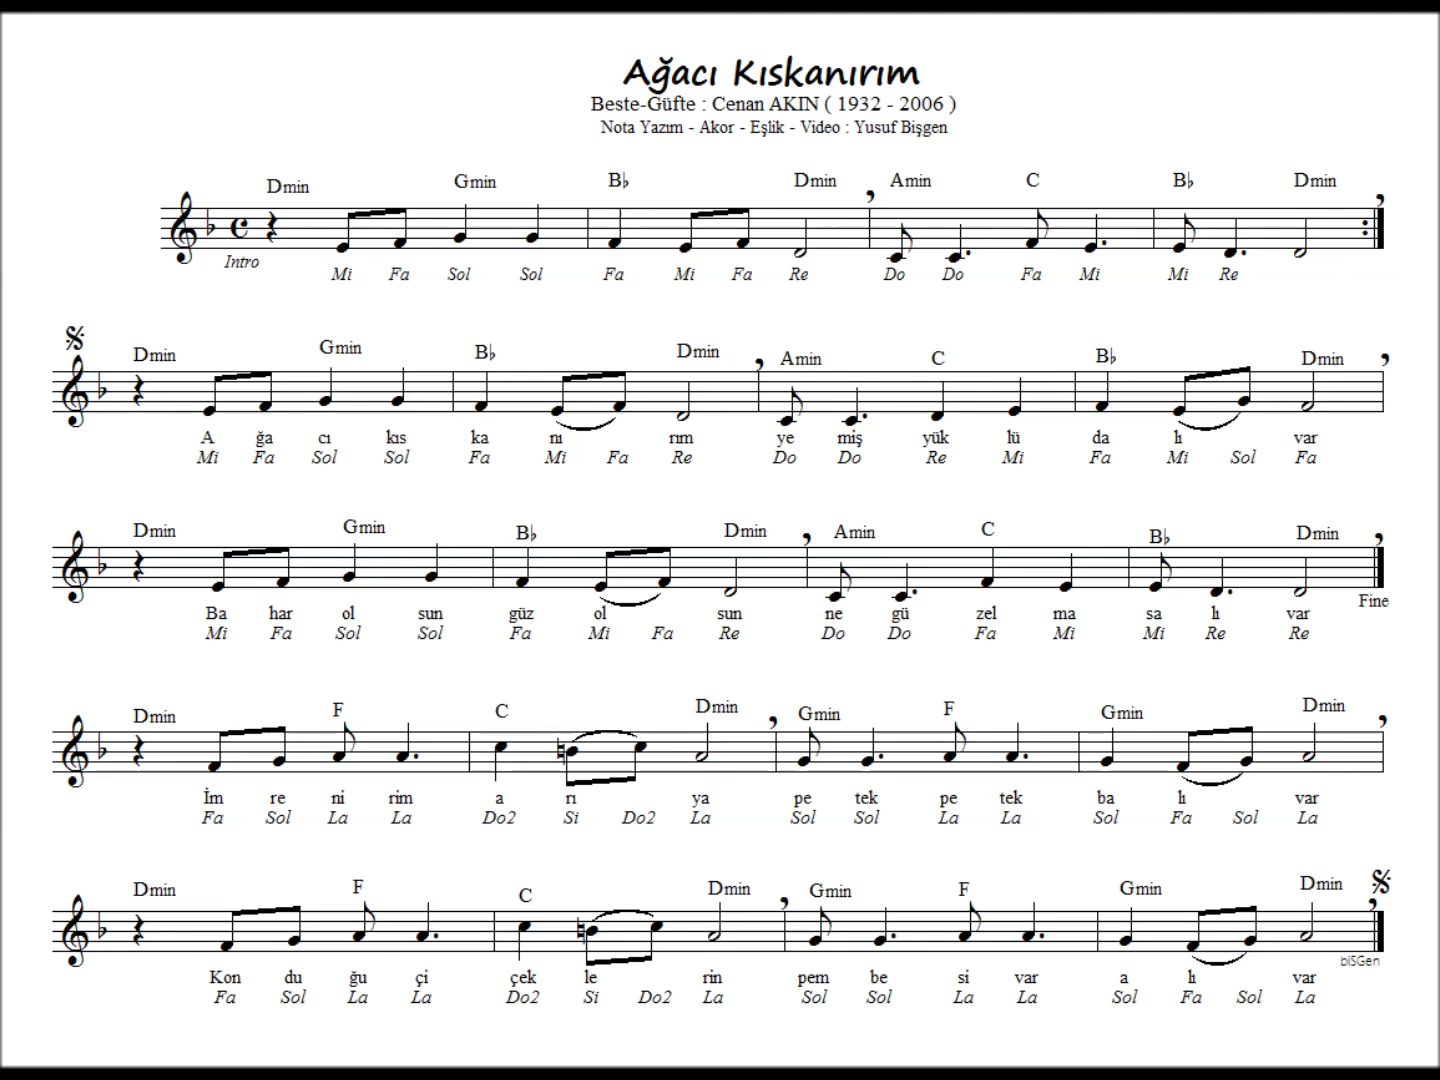 Ağacı Kıskanırım
Beste-Güfte : Cenan AKIN ( 1932 - 2006 )
Nota Yazım - Akor - Eşlik - Video : Yusuf Bişgen
Dmin Gmin B♭ Dmin Amin C B♭ Dmin
Intro
Mi Fa Sol Sol Fa Mi Fa Re Do Do Fa Mi Mi Re
Dmin Gmin B♭ Dmin Amin C B♭ Dmin
A ğa cı kıs ka nı rım ye miş yük lü da lı var
Mi Fa Sol Sol Fa Mi Fa Re Do Do Re Mi Fa Mi Sol Fa
Dmin Gmin B♭ Dmin Amin C B♭ Dmin
Fine
Ba har ol sun güz ol sun ne gü zel ma sa lı var
Mi Fa Sol Sol Fa Mi Fa Re Do Do Fa Mi Mi Re Re
Dmin F C Dmin Gmin F Gmin Dmin
İm re ni rim a rı ya pe tek pe tek ba lı var
Fa Sol La La Do2 Si Do2 La Sol Sol La La Sol Fa Sol La
Dmin F C Dmin Gmin F Gmin Dmin
biSGen
Kon du ğu çi çek le rin pem be si var a lı var
Fa Sol La La Do2 Si Do2 La Sol Sol La La Sol Fa Sol La